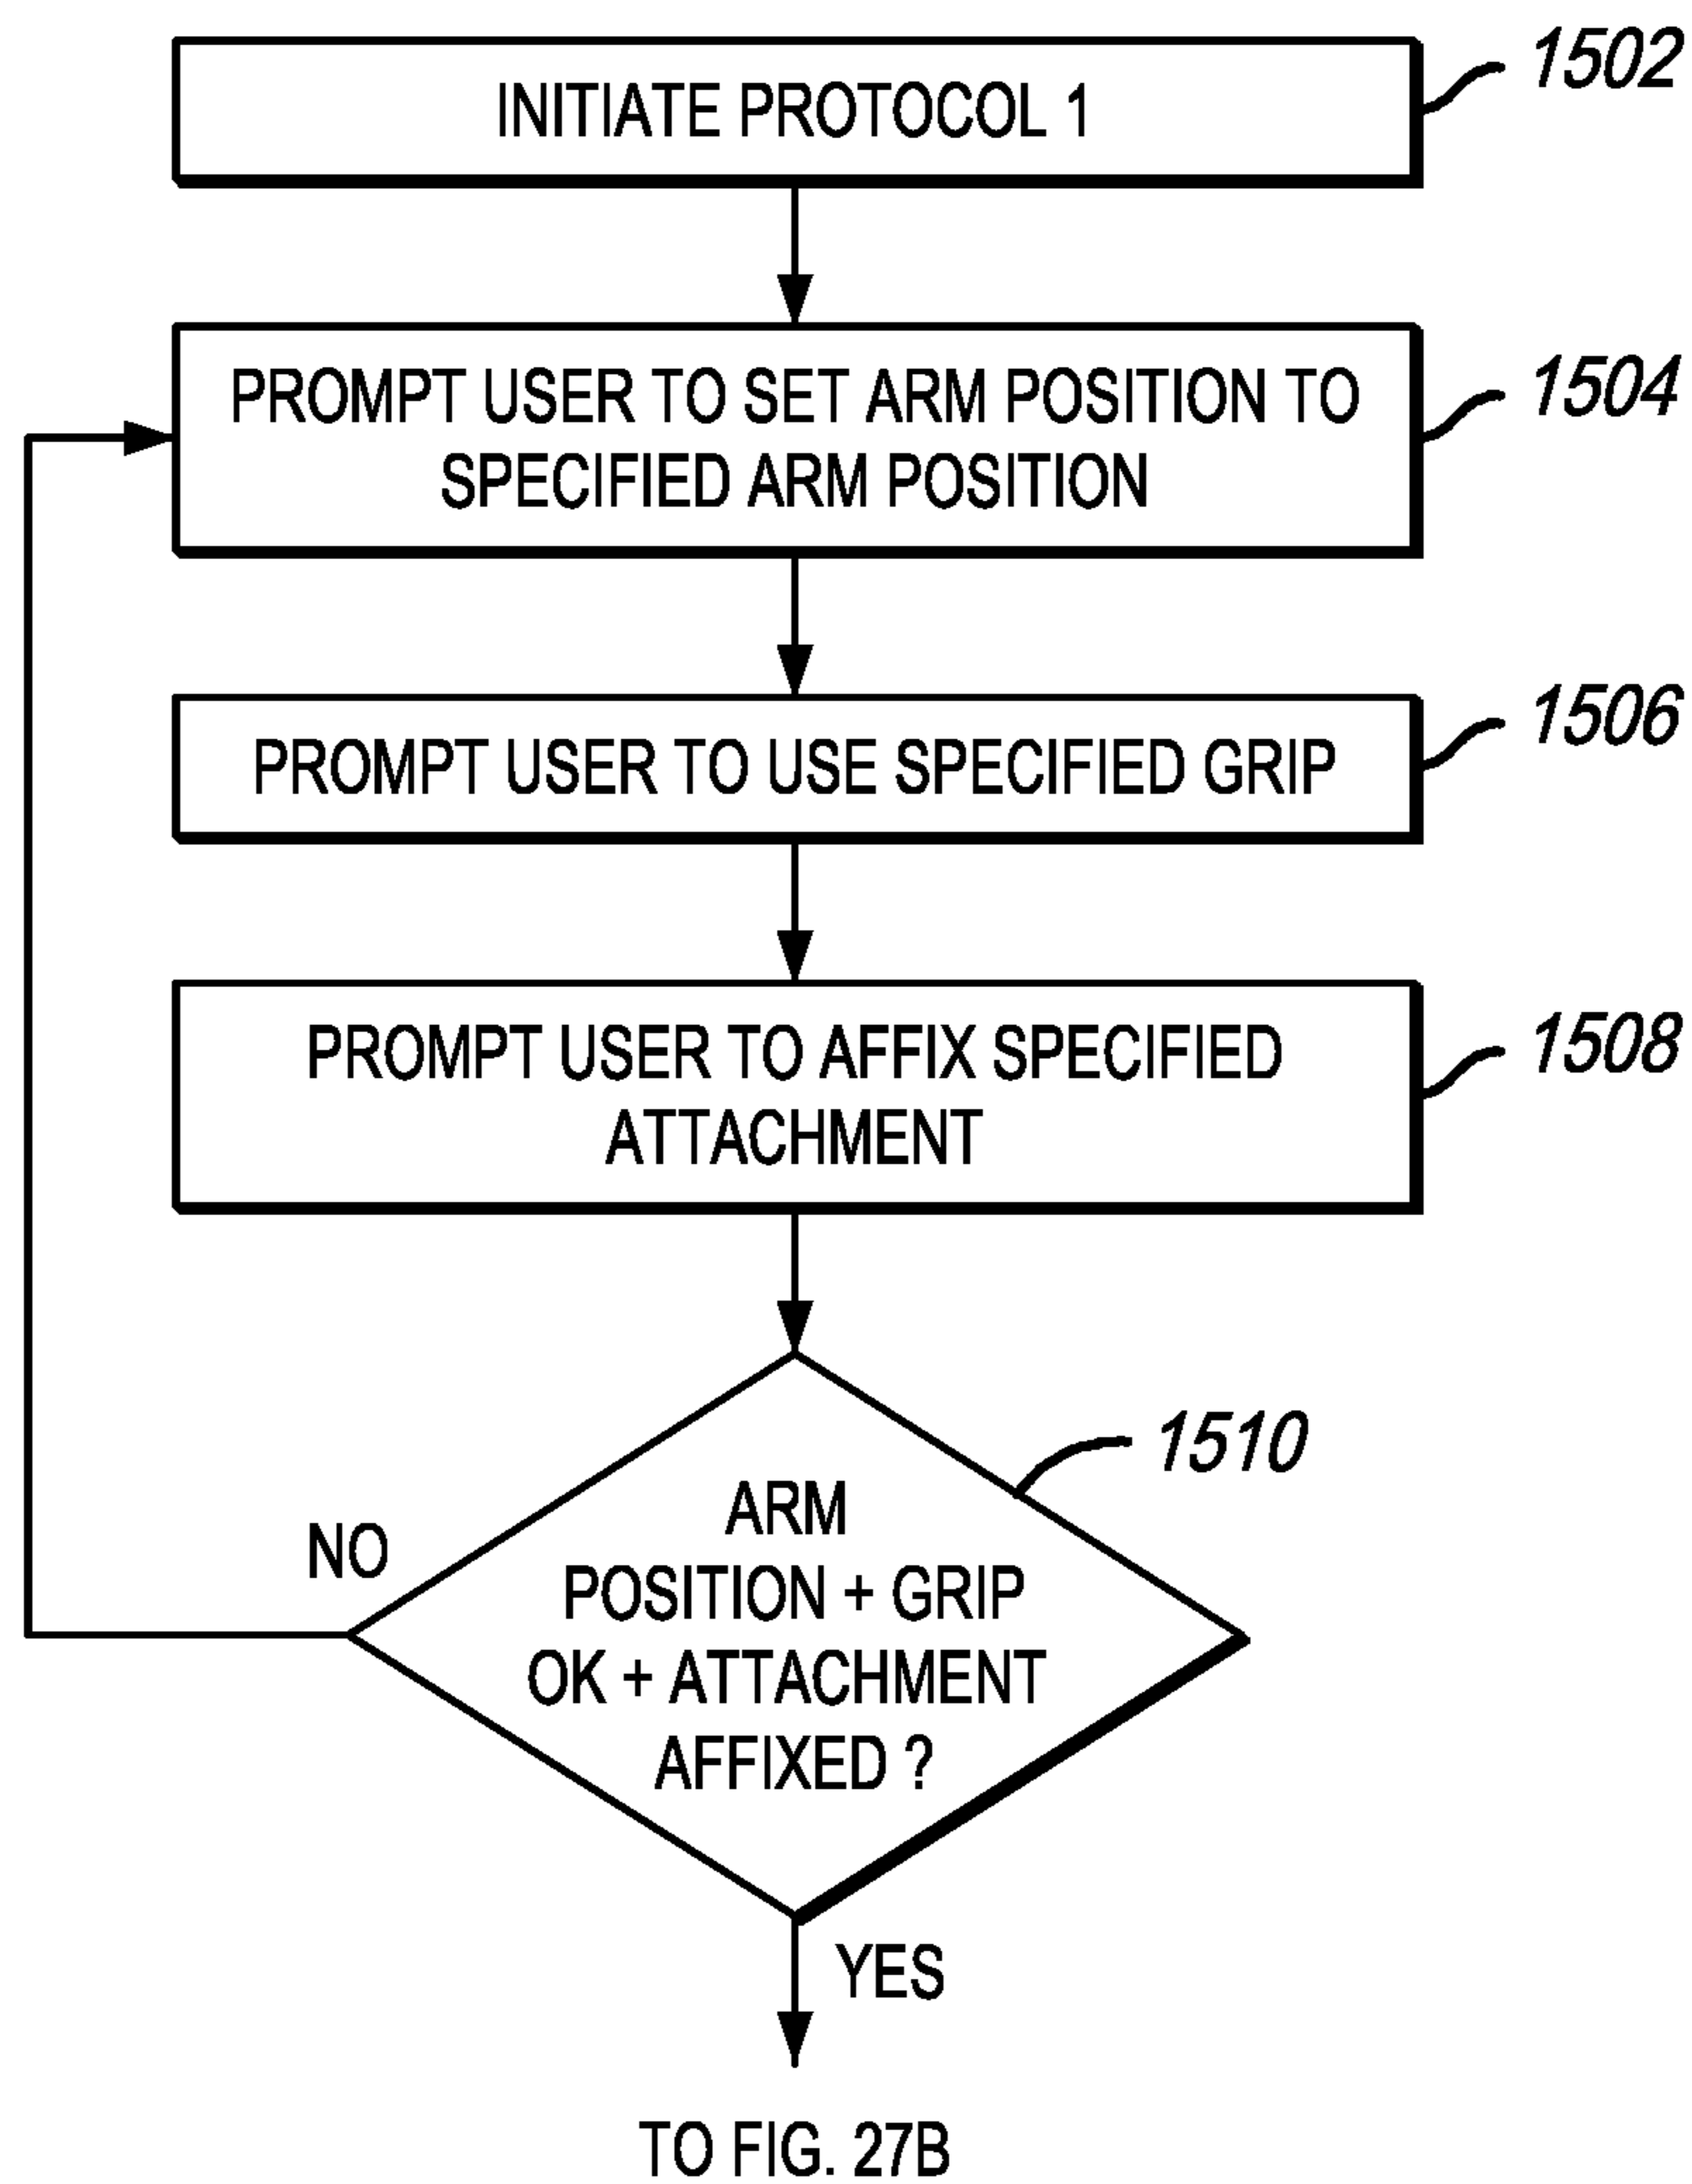 INITIATE PROTOCOL 1
1502
PROMPT USER TO SET ARM POSITION TO
SPECIFIED ARM POSITION
1504
PROMPT USER TO USE SPECIFIED GRIP
1506
PROMPT USER TO AFFIX SPECIFIED
ATTACHMENT
1508
1510
ARM
POSITION + GRIP
OK + ATTACHMENT
AFFIXED ?
NO
YES
TO FIG. 27B